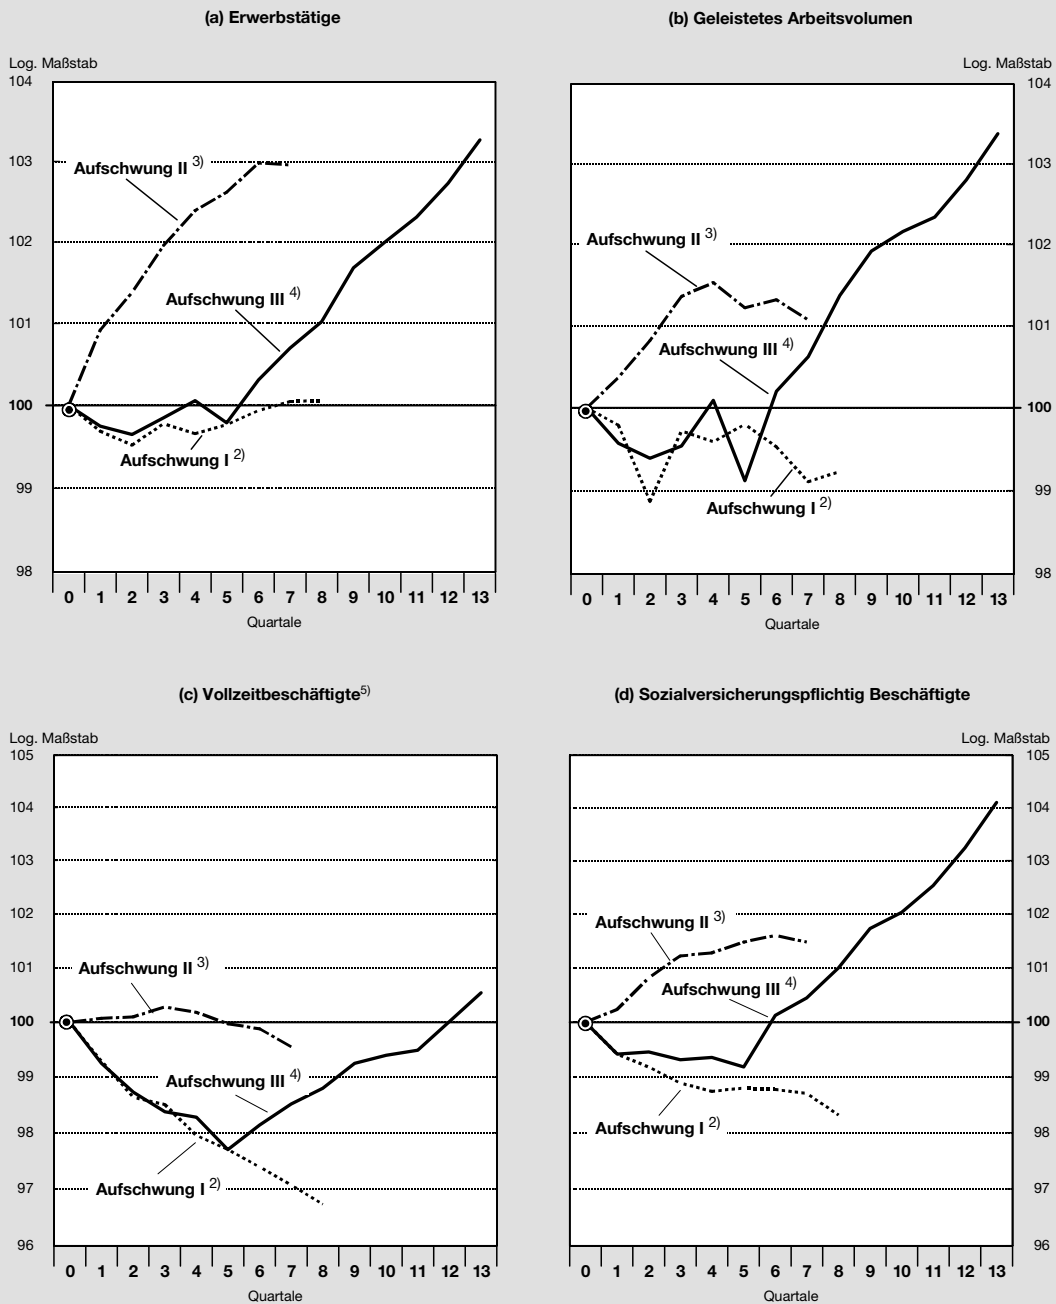 (a) Erwerbstätige
Log. Maßstab
104
103
102
101
100
99
98
Aufschwung II 3)
Aufschwung III 4)
Aufschwung I 2)
0 1 2 3 4 5 6 7 8 9 10 11 12 13
Quartale
(b) Geleistetes Arbeitsvolumen
Log. Maßstab
104
103
102
101
100
99
98
Aufschwung II 3)
Aufschwung III 4)
Aufschwung I 2)
0 1 2 3 4 5 6 7 8 9 10 11 12 13
Quartale
(c) Vollzeitbeschäftigte5)
Log. Maßstab
105
104
103
102
101
100
99
98
97
96
Aufschwung II 3)
Aufschwung III 4)
Aufschwung I 2)
0 1 2 3 4 5 6 7 8 9 10 11 12 13
Quartale
(d) Sozialversicherungspflichtig Beschäftigte
Log. Maßstab
105
104
103
102
101
100
99
98
97
96
Aufschwung II 3)
Aufschwung III 4)
Aufschwung I 2)
0 1 2 3 4 5 6 7 8 9 10 11 12 13
Quartale